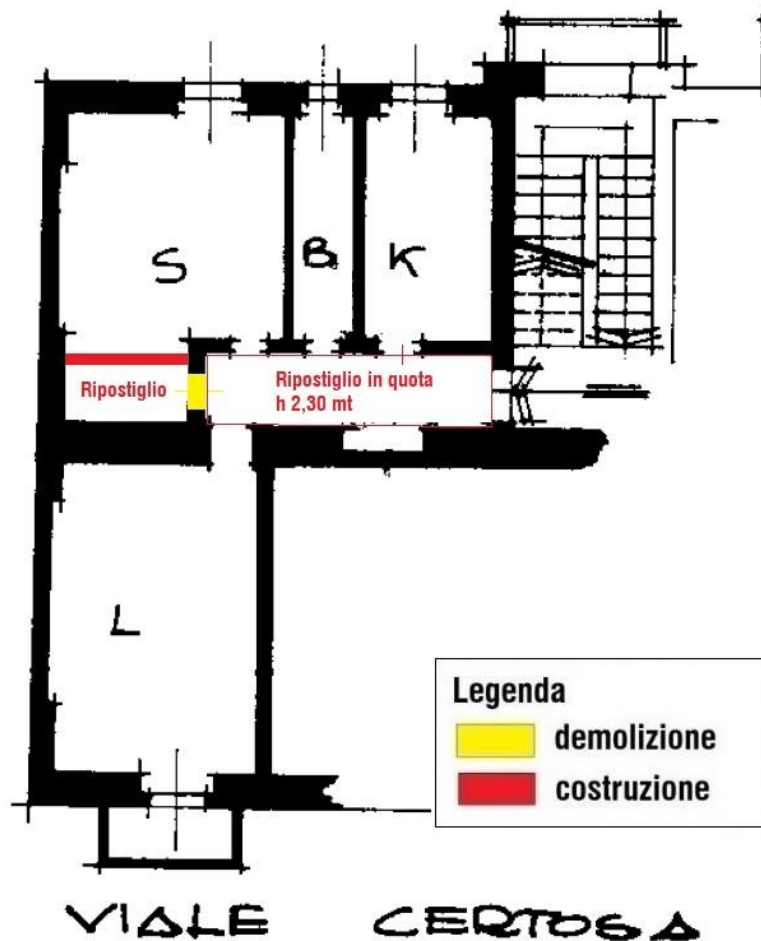 S
B
K
Ripostiglio
Ripostiglio in quota
h 2,30 mt
L
Legenda
demolizione
costruzione
VIALE CERTOSA